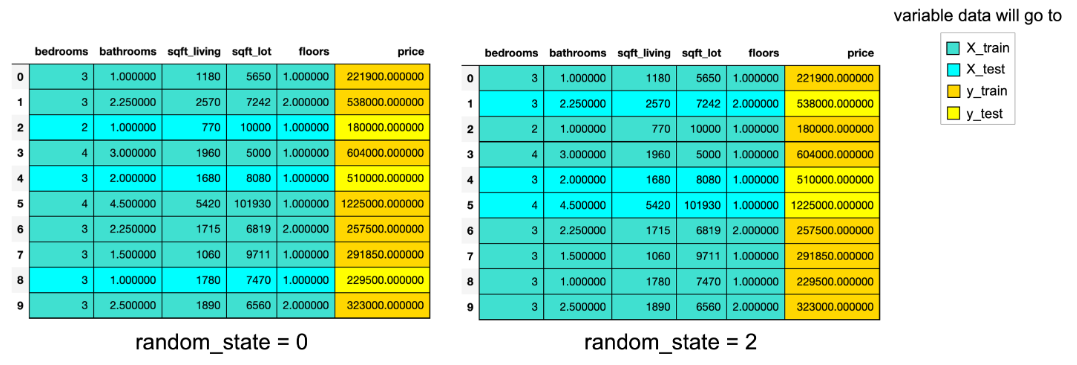 variable data will go to
X_train
X_test
y_train
y_test
bedrooms bathrooms sqft_living sqft_lot floors price
0 3 1.000000 1180 5650 1.000000 221900.000000
1 3 2.250000 2570 7242 2.000000 538000.000000
2 2 1.000000 770 10000 1.000000 180000.000000
3 4 3.000000 1960 5000 1.000000 604000.000000
4 3 2.000000 1680 8080 1.000000 510000.000000
5 4 4.500000 5420 101930 1.000000 1225000.000000
6 3 2.250000 1715 6819 2.000000 257500.000000
7 3 1.500000 1060 9711 1.000000 291850.000000
8 3 1.000000 1780 7470 1.000000 229500.000000
9 3 2.500000 1890 6560 2.000000 323000.000000
random_state = 0
bedrooms bathrooms sqft_living sqft_lot floors price
0 3 1.000000 1180 5650 1.000000 221900.000000
1 3 2.250000 2570 7242 2.000000 538000.000000
2 2 1.000000 770 10000 1.000000 180000.000000
3 4 3.000000 1960 5000 1.000000 604000.000000
4 3 2.000000 1680 8080 1.000000 510000.000000
5 4 4.500000 5420 101930 1.000000 1225000.000000
6 3 2.250000 1715 6819 2.000000 257500.000000
7 3 1.500000 1060 9711 1.000000 291850.000000
8 3 1.000000 1780 7470 1.000000 229500.000000
9 3 2.500000 1890 6560 2.000000 323000.000000
random_state = 2